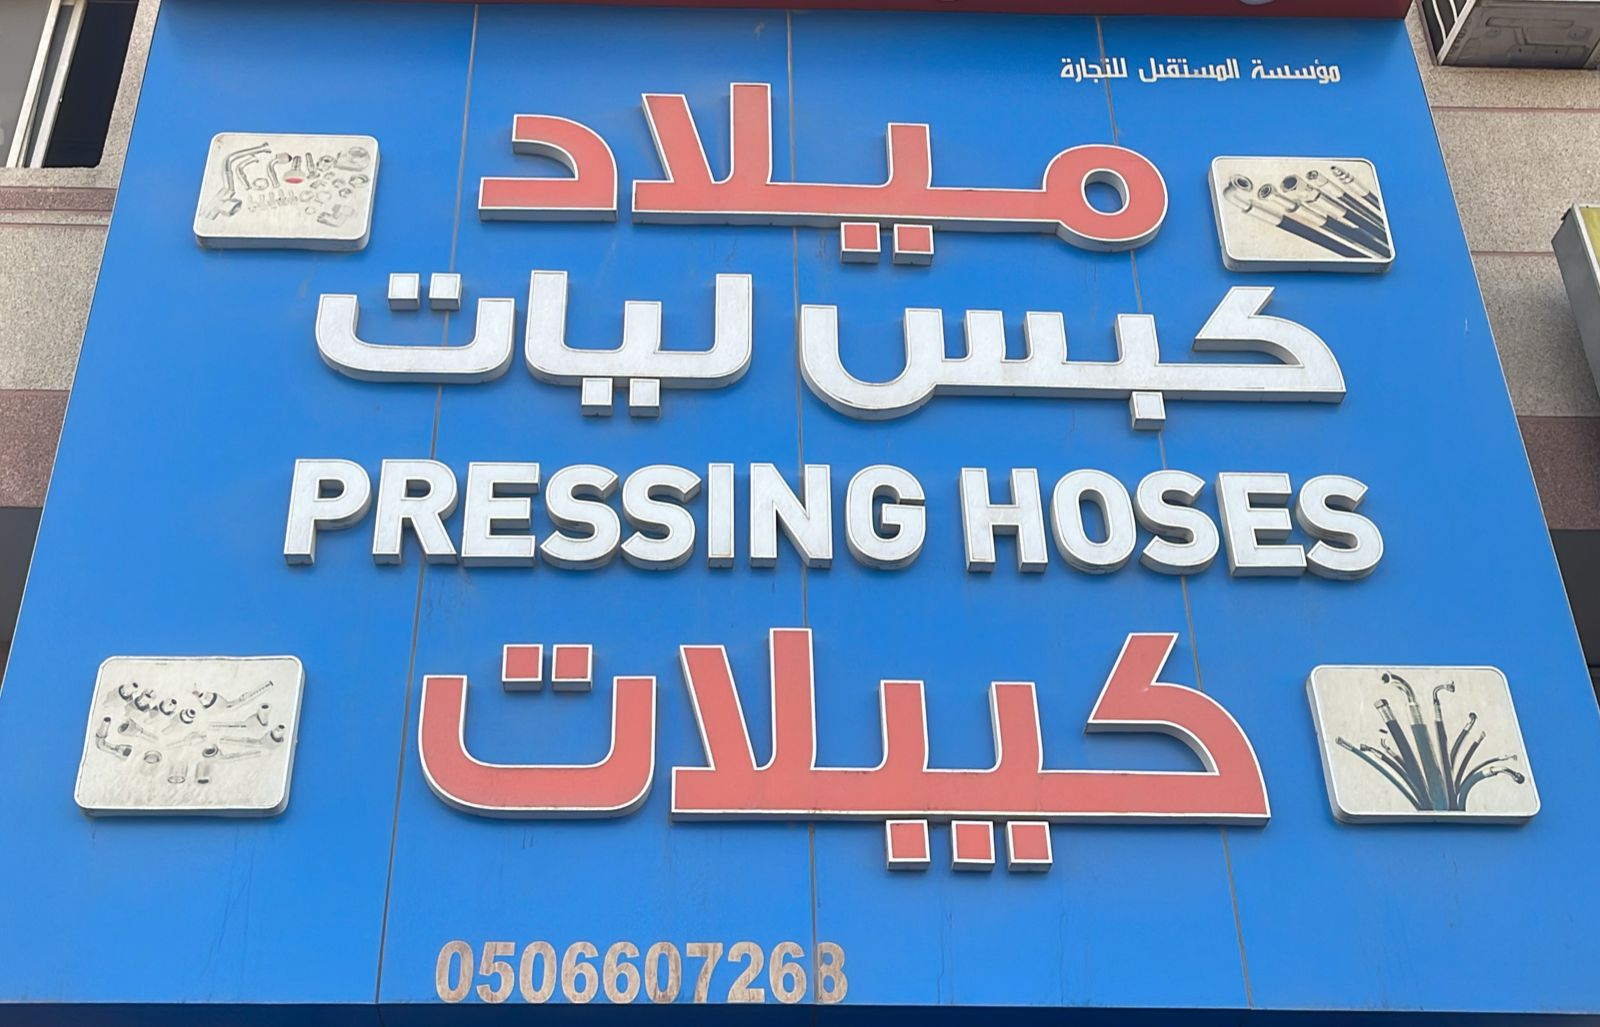 مؤسسة المستقبل للتجارة
ميلاد
كبس ليات
PRESSING HOSES
كيبلات
0506607268